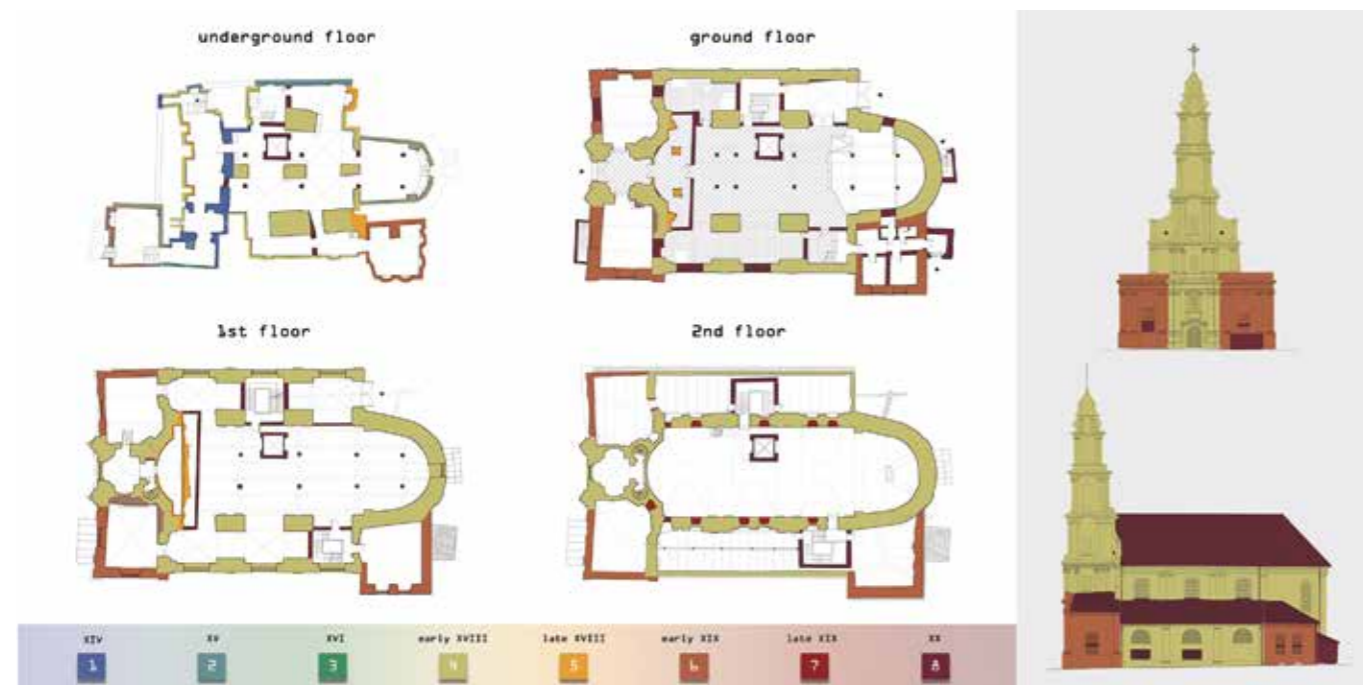 underground floor
ground floor
1st floor
2nd floor
XIV
XV
XVI
early XVIII
late XVIII
early XIX
late XIX
XX
1
2
3
4
5
6
7
8